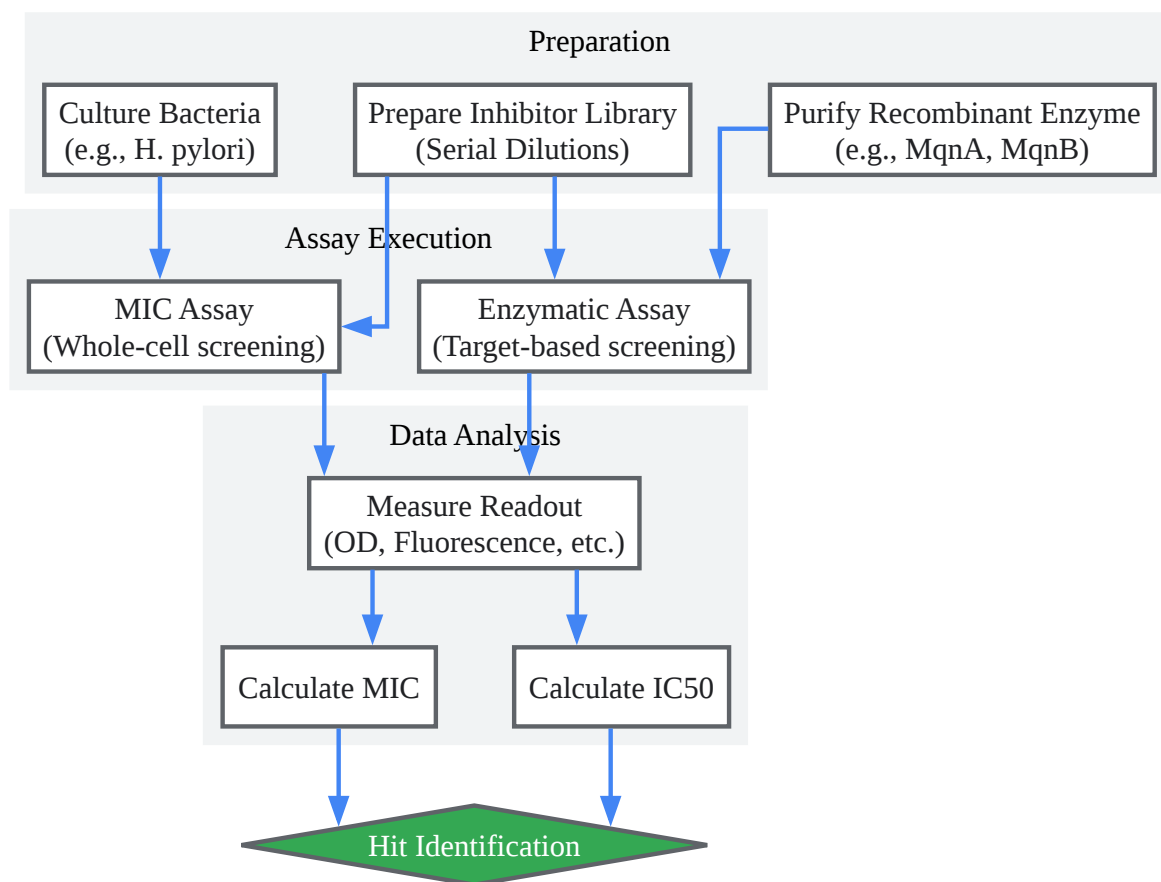 Preparation
Culture Bacteria
(e.g., H. pylori)
Prepare Inhibitor Library
(Serial Dilutions)
Purify Recombinant Enzyme
(e.g., MqnA, MqnB)
Assay Execution
MIC Assay
(Whole-cell screening)
Enzymatic Assay
(Target-based screening)
Data Analysis
Measure Readout
(OD, Fluorescence, etc.)
Calculate MIC
Calculate IC50
Hit Identification